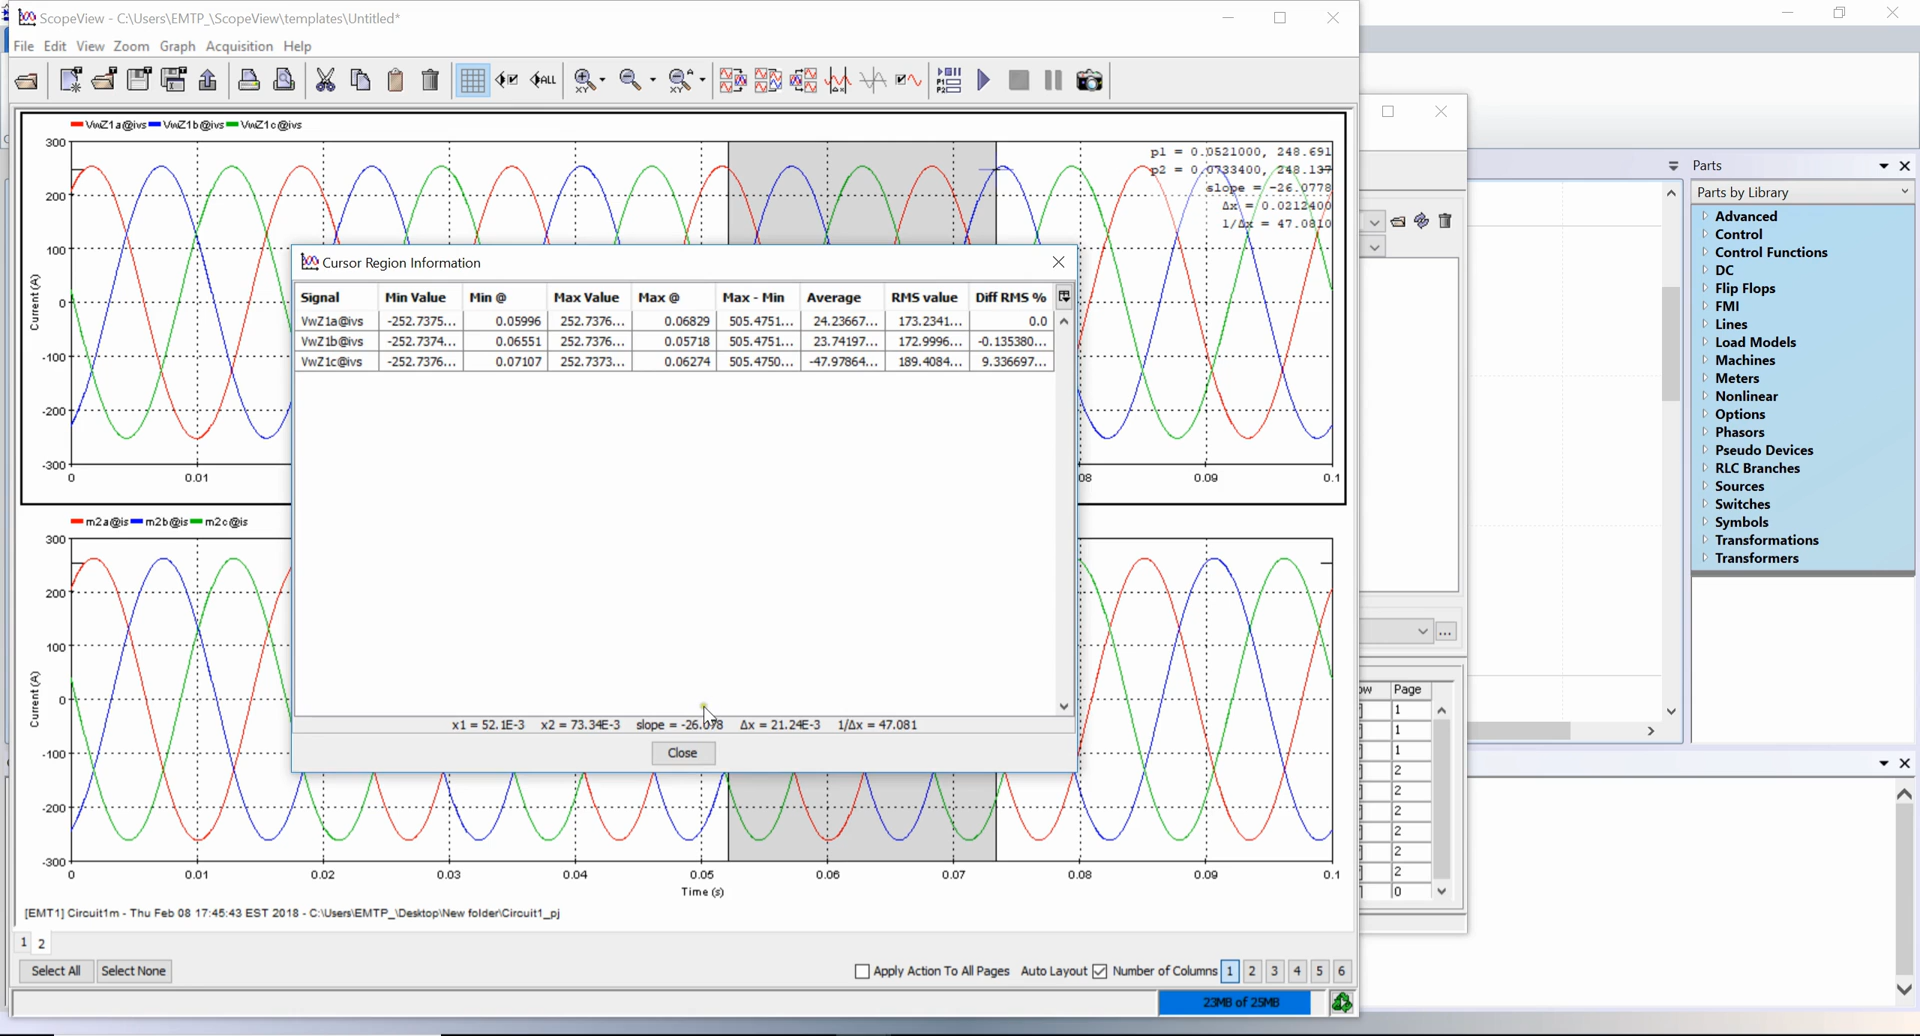 ScopeView - C:\Users\EMTP_\ScopeView\templates\Untitled*
File Edit View Zoom Graph Acquisition Help
VwZ1a@ivs VwZ1b@ivs VwZ1c@ivs
p1 = 0.0521000, 248.691
p2 = 0.0733400, 248.137
slope = -26.0778
Δx = 0.0212400
1/Δx = 47.0810
300
200
100
0
-100
-200
-300
Current (A)
0 0.01 08 0.09 0.1
Cursor Region Information
Signal Min Value Min @ Max Value Max @ Max - Min Average RMS value Diff RMS %
VwZ1a@ivs -252.7375... 0.05996 252.7376... 0.06829 505.4751... 24.23667... 173.2341... 0.0
VwZ1b@ivs -252.7374... 0.06551 252.7376... 0.05718 505.4751... 23.74197... 172.9996... -0.135380...
VwZ1c@ivs -252.7376... 0.07107 252.7373... 0.06274 505.4750... -47.97864... 189.4084... 9.336697...
x1 = 52.1E-3 x2 = 73.34E-3 slope = -26.078 Δx = 21.24E-3 1/Δx = 47.081
Close
m2a@is m2b@is m2c@is
300
200
100
0
-100
-200
-300
Current (A)
0 0.01 0.02 0.03 0.04 0.05 0.06 0.07 0.08 0.09 0.1
Time (s)
[EMT1] Circuit1m - Thu Feb 08 17:45:43 EST 2018 - C:\Users\EMTP_\Desktop\New folder\Circuit1_pj
1 2
Select All Select None
Apply Action To All Pages Auto Layout Number of Columns 1 2 3 4 5 6
23MB of 25MB
ow Page
1
1
1
2
2
2
2
2
2
0
Parts
Parts by Library
Advanced
Control
Control Functions
DC
Flip Flops
FMI
Lines
Load Models
Machines
Meters
Nonlinear
Options
Phasors
Pseudo Devices
RLC Branches
Sources
Switches
Symbols
Transformations
Transformers